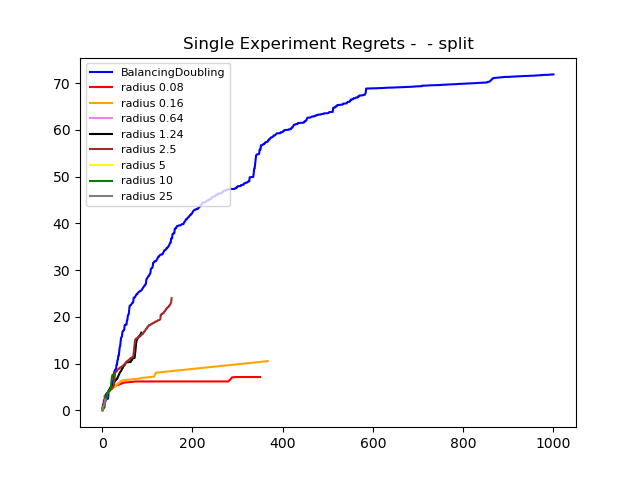 Single Experiment Regrets -  - split
BalancingDoubling
radius 0.08
radius 0.16
radius 0.64
radius 1.24
radius 2.5
radius 5
radius 10
radius 25
70
60
50
40
30
20
10
0
0 200 400 600 800 1000